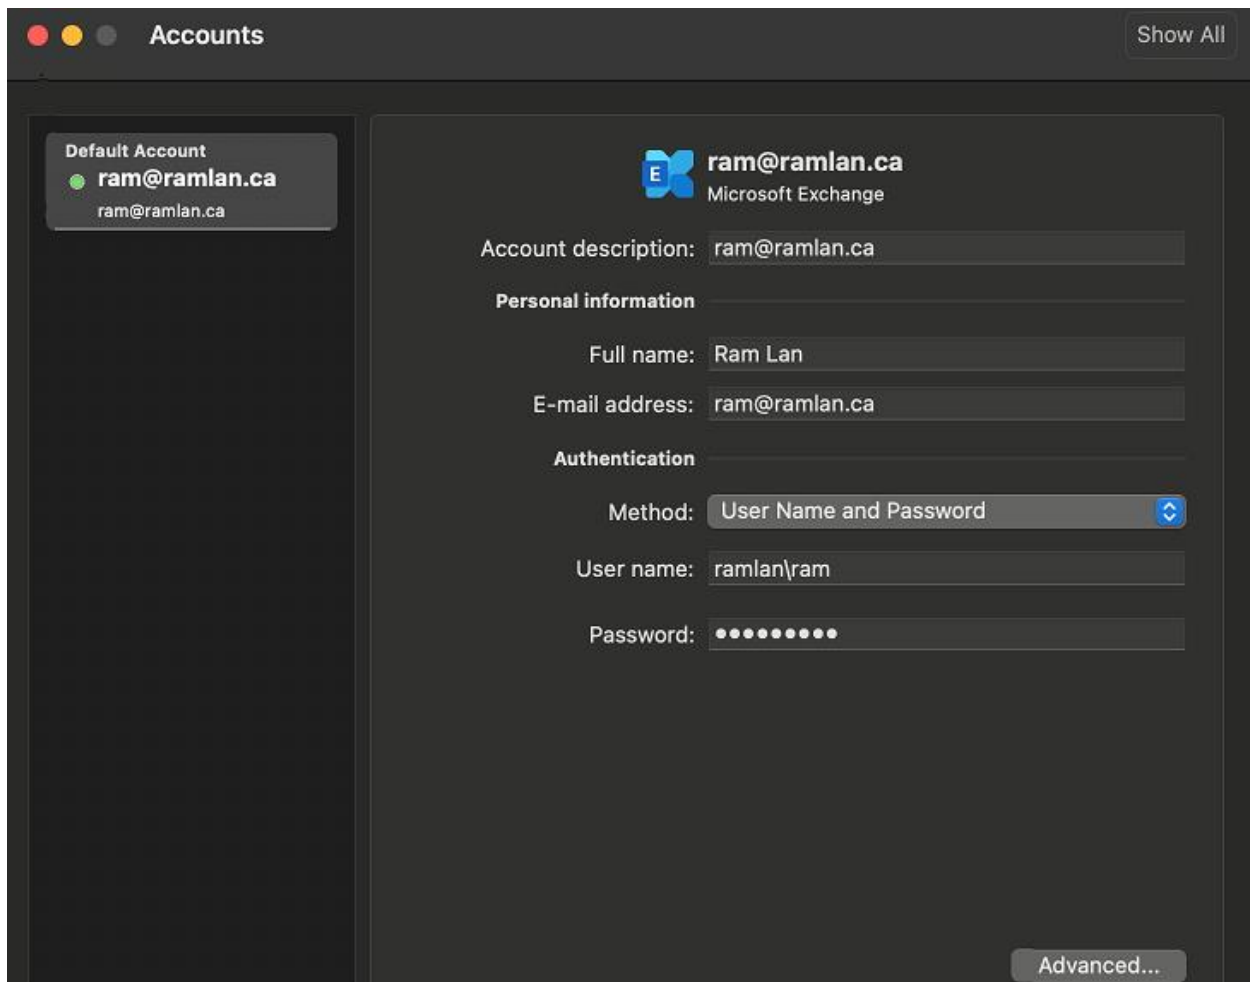 Accounts
Show All
Default Account
ram@ramlan.ca
ram@ramlan.ca
E
ram@ramlan.ca
Microsoft Exchange
Account description: ram@ramlan.ca
Personal information
Full name: Ram Lan
E-mail address: ram@ramlan.ca
Authentication
Method: User Name and Password
User name: ramlan\ram
Password: •••••••••
Advanced...